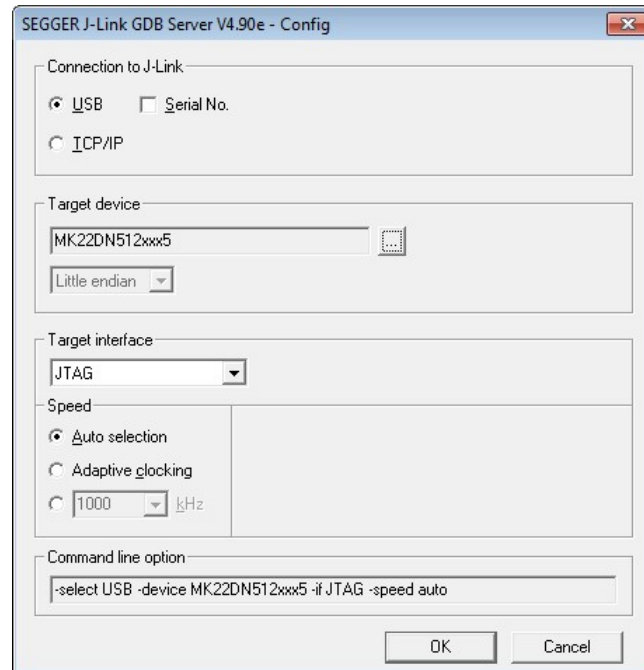 SEGGER J-Link GDB Server V4.90e - Config
Connection to J-Link
USB
Serial No.
TCP/IP
Target device
MK22DN512xxx5
...
Little endian
Target interface
JTAG
Speed
Auto selection
Adaptive clocking
1000 kHz
Command line option
-select USB -device MK22DN512xxx5 -if JTAG -speed auto
OK Cancel